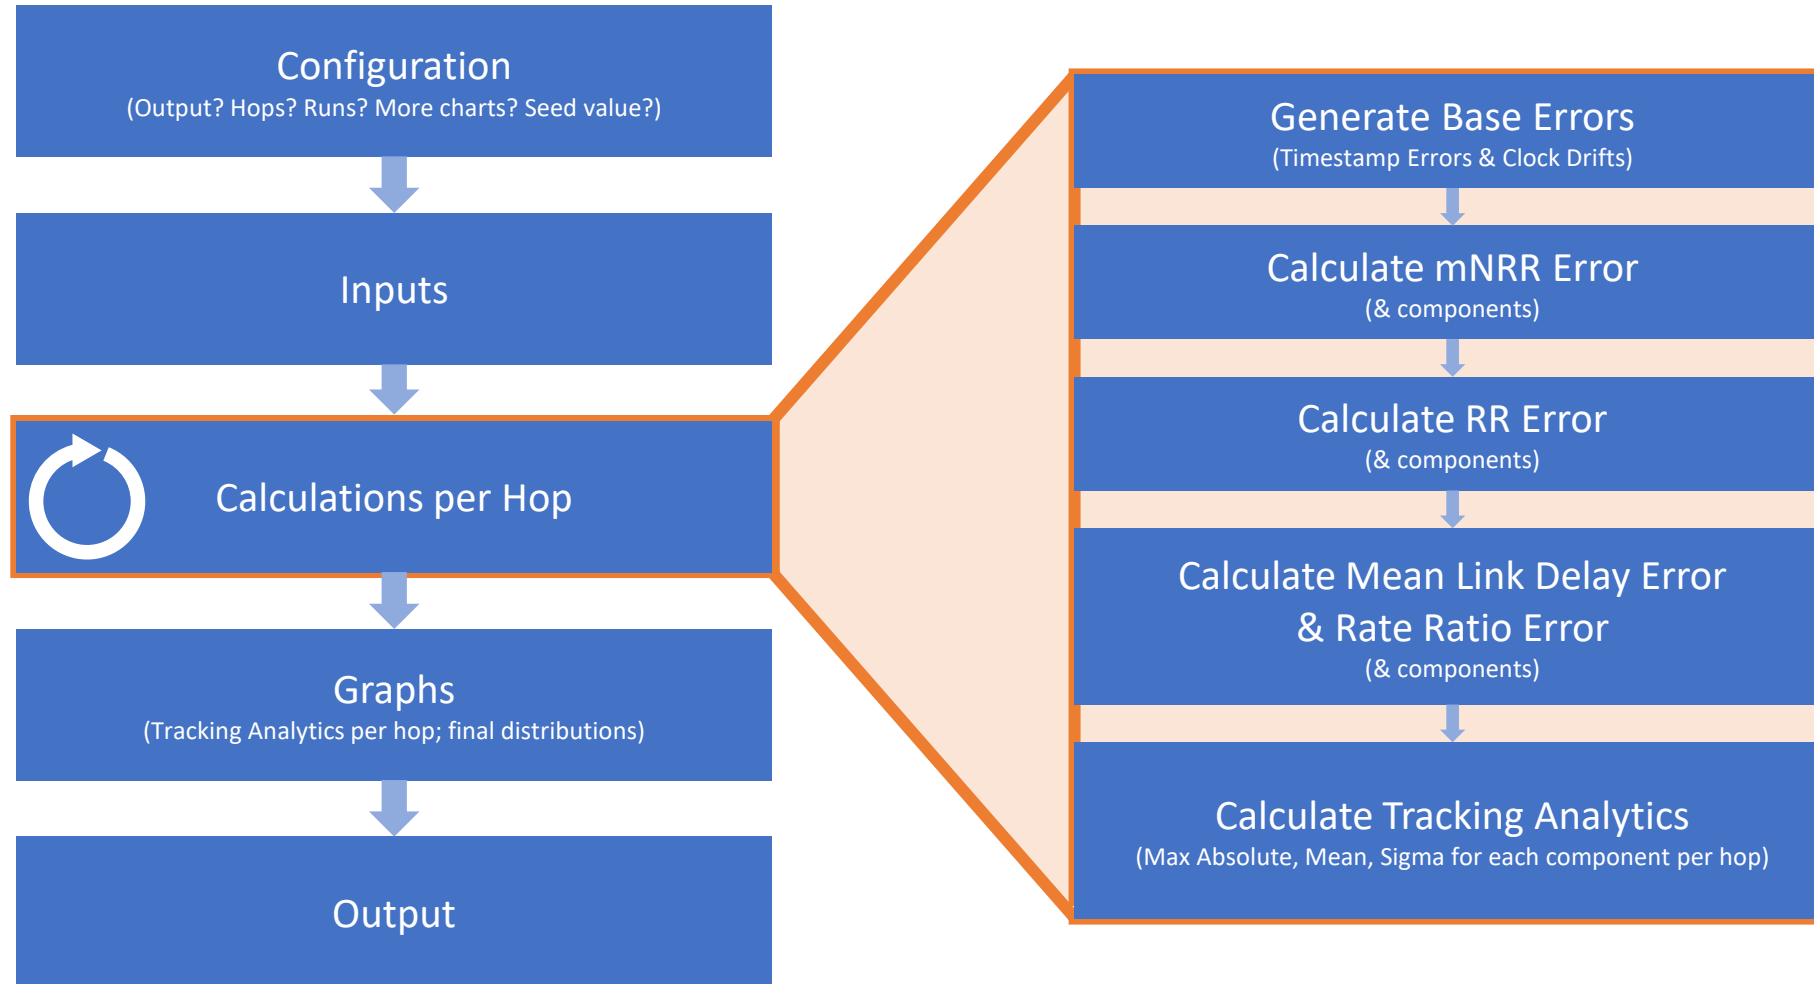 Configuration
(Output? Hops? Runs? More charts? Seed value?)
Inputs
Calculations per Hop
Graphs
(Tracking Analytics per hop; final distributions)
Output
Generate Base Errors
(Timestamp Errors & Clock Drifts)
Calculate mNRR Error
(& components)
Calculate RR Error
(& components)
Calculate Mean Link Delay Error
& Rate Ratio Error
(& components)
Calculate Tracking Analytics
(Max Absolute, Mean, Sigma for each component per hop)